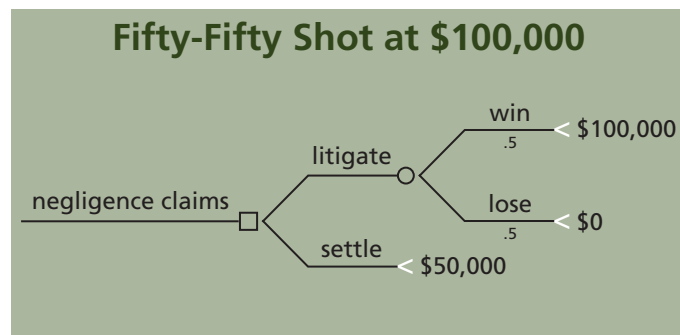 Fifty-Fifty Shot at $100,000
negligence claims
litigate
win
.5
$100,000
lose
.5
$0
settle
$50,000